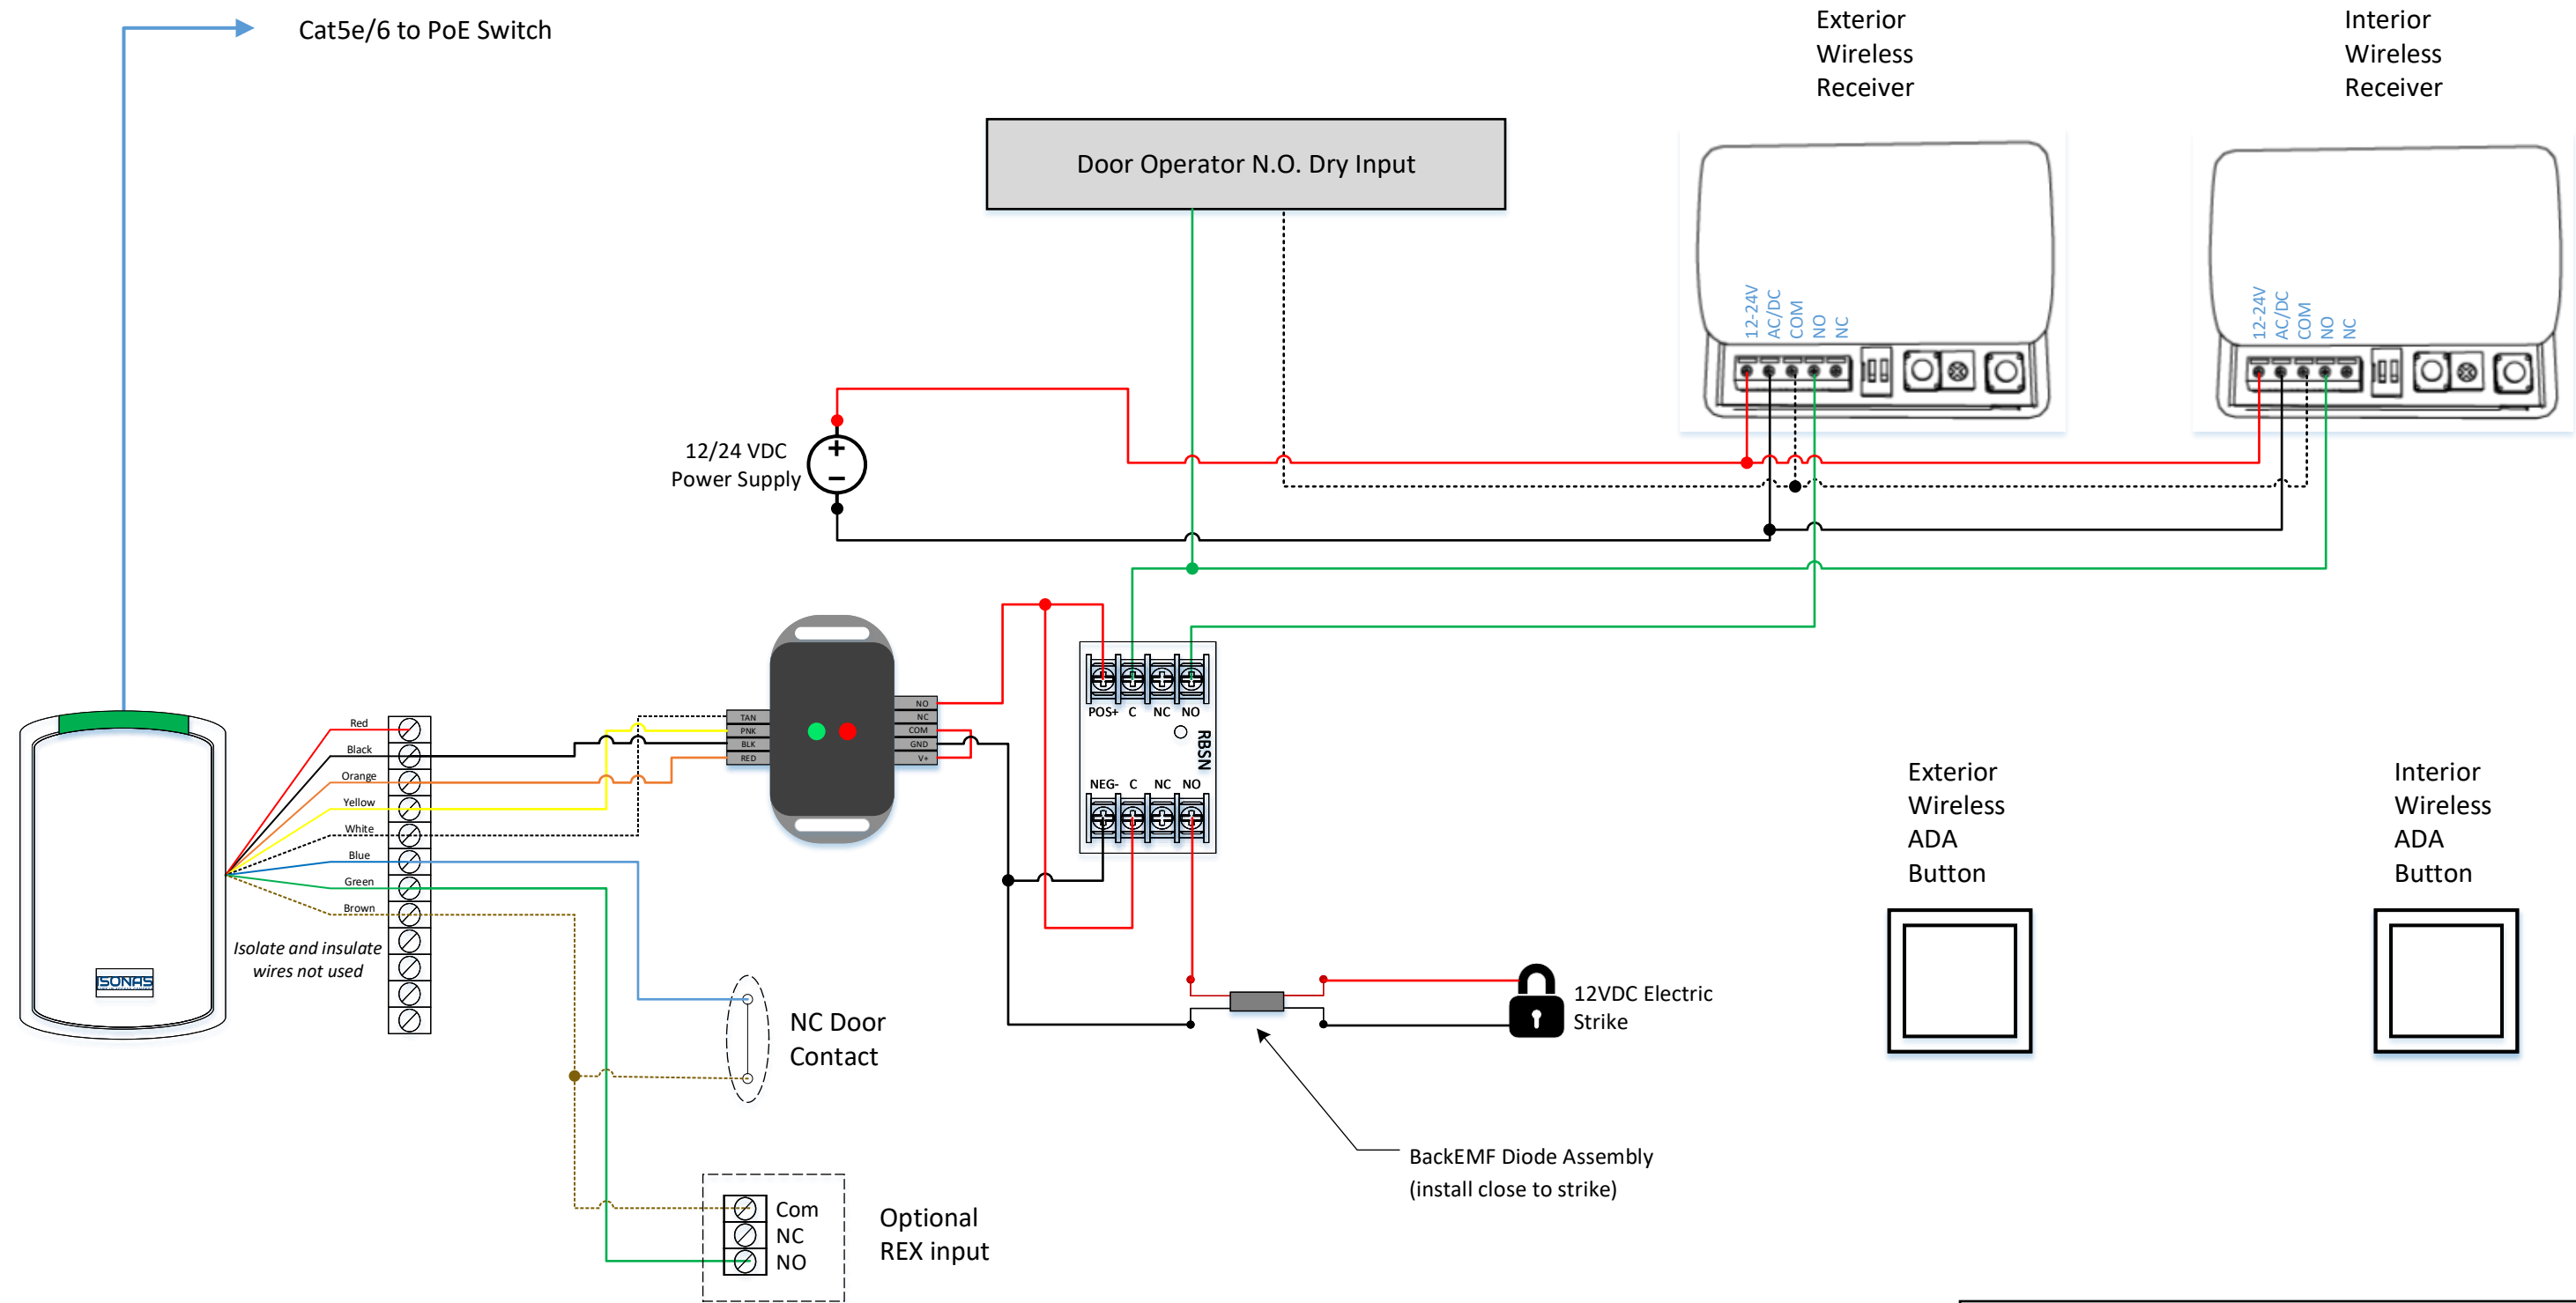 Cat5e/6 to PoE Switch
Exterior
Wireless
Receiver
Interior
Wireless
Receiver
Door Operator N.O. Dry Input
12-24V
AC/DC
COM
NO
NC
12-24V
AC/DC
COM
NO
NC
12/24 VDC
Power Supply
+
−
Red
Black
Orange
Yellow
White
Blue
Green
Brown
Isolate and insulate
wires not used
ISONAS
TAN
PNK
BLK
RED
NO
NC
COM
GND
V+
POS+ C NC NO
RBSN
NEG- C NC NO
Exterior
Wireless
ADA
Button
Interior
Wireless
ADA
Button
12VDC Electric
Strike
NC Door
Contact
BackEMF Diode Assembly
(install close to strike)
Com
NC
NO
Optional
REX input